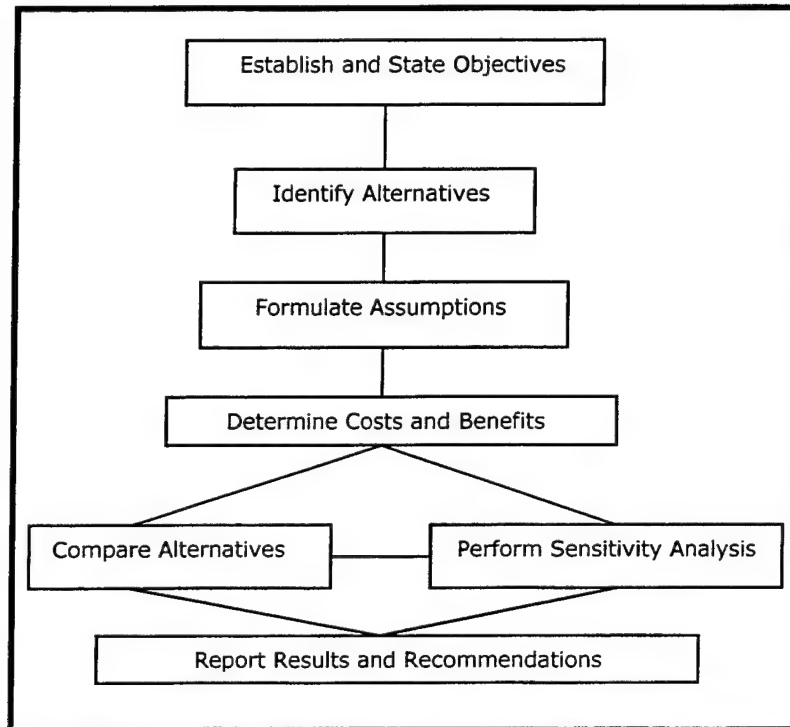 Establish and State Objectives
Identify Alternatives
Formulate Assumptions
Determine Costs and Benefits
Compare Alternatives
Perform Sensitivity Analysis
Report Results and Recommendations